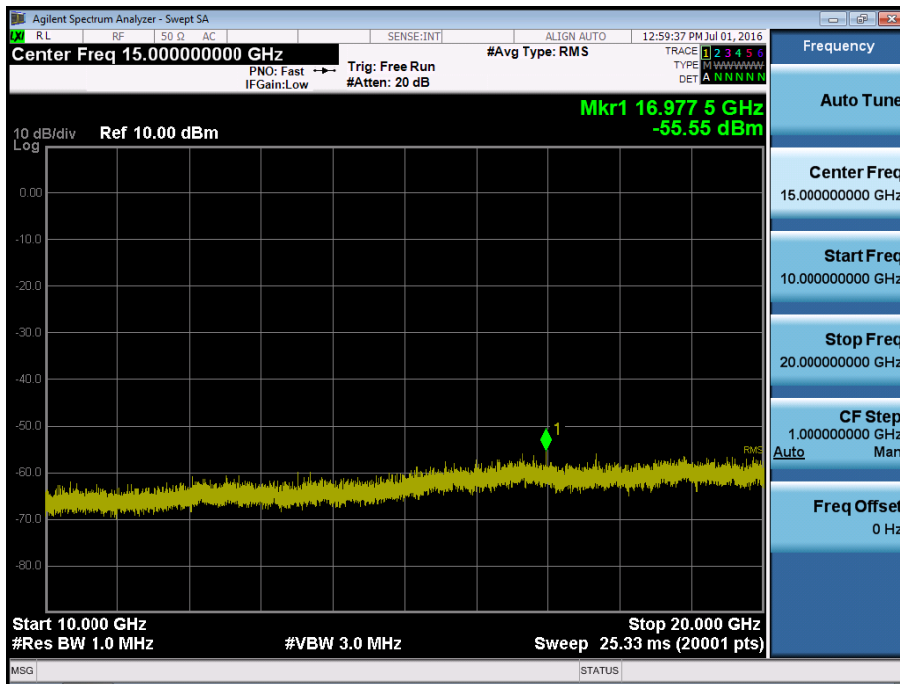 Agilent Spectrum Analyzer - Swept SA
LXI RL RF 50 Ω AC SENSE:INT ALIGN AUTO 12:59:37 PM Jul 01, 2016
Center Freq 15.000000000 GHz
#Avg Type: RMS
TRACE 1 2 3 4 5 6
PNO: Fast Trig: Free Run
TYPE M WWWWW
IFGain:Low #Atten: 20 dB
DET A N N N N N
Mkr1 16.977 5 GHz
-55.55 dBm
10 dB/div Ref 10.00 dBm
Log
0.00
-10.0
-20.0
-30.0
-40.0
-50.0
1
RMS
-60.0
-70.0
-80.0
Start 10.000 GHz Stop 20.000 GHz
#Res BW 1.0 MHz #VBW 3.0 MHz Sweep 25.33 ms (20001 pts)
MSG STATUS
Frequency
Auto Tune
Center Freq
15.000000000 GHz
Start Freq
10.000000000 GHz
Stop Freq
20.000000000 GHz
CF Step
1.000000000 GHz
Auto Man
Freq Offset
0 Hz